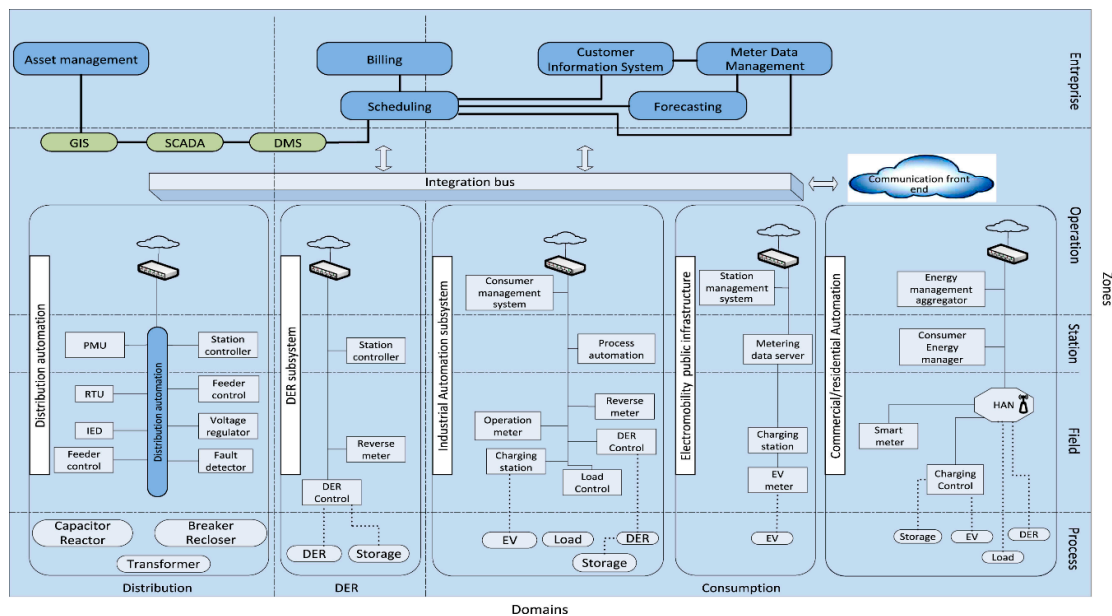 Asset management
Billing
Customer
Information System
Meter Data
Management
Entreprise
Scheduling
Forecasting
GIS
SCADA
DMS
Integration bus
Communication front
end
Operation
Zones
Distribution automation
PMU
Station
controller
RTU
Feeder
control
IED
Voltage
regulator
Feeder
control
Fault
detector
Distribution automation
Capacitor
Reactor
Breaker
Recloser
Transformer
DER subsystem
Station
controller
Reverse
meter
DER
Control
DER
Storage
Industrial Automation subsystem
Consumer
management
system
Process
automation
Reverse
meter
Operation
meter
DER
Control
Charging
station
Load
Control
EV
Load
DER
Storage
Electromobility public infrastructure
Station
management
system
Metering
data server
Charging
station
EV
meter
EV
Commercial/residential Automation
Energy
management
aggregator
Consumer
Energy
manager
HAN
Smart
meter
Charging
Control
Storage
EV
DER
Load
Station
Field
Process
Distribution
DER
Consumption
Domains